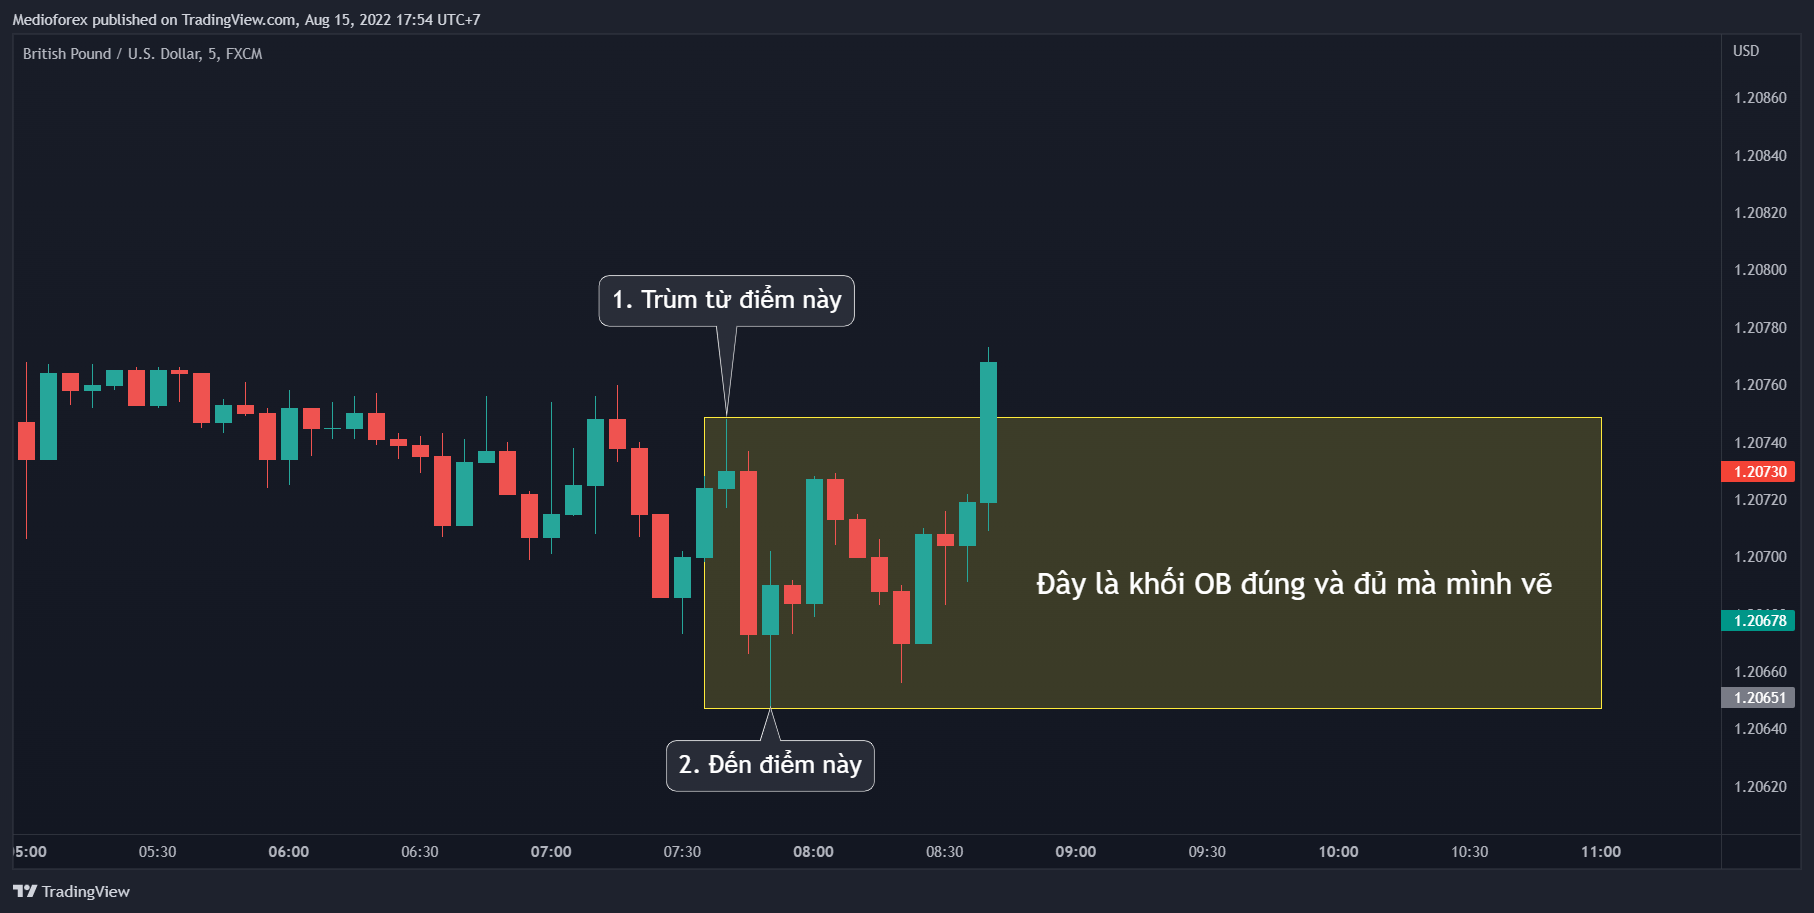 Medioforex published on TradingView.com, Aug 15, 2022 17:54 UTC+7
British Pound / U.S. Dollar, 5, FXCM
USD
1.20860
1.20840
1.20820
1.20800
1.20780
1.20760
1.20740
1.20730
1.20720
1.20700
1.20678
1.20660
1.20651
1.20640
1.20620
1. Trùm từ điểm này
Đây là khối OB đúng và đủ mà mình vẽ
2. Đến điểm này
05:30 06:00 06:30 07:00 07:30 08:00 08:30 09:00 09:30 10:00 10:30 11:00
TradingView